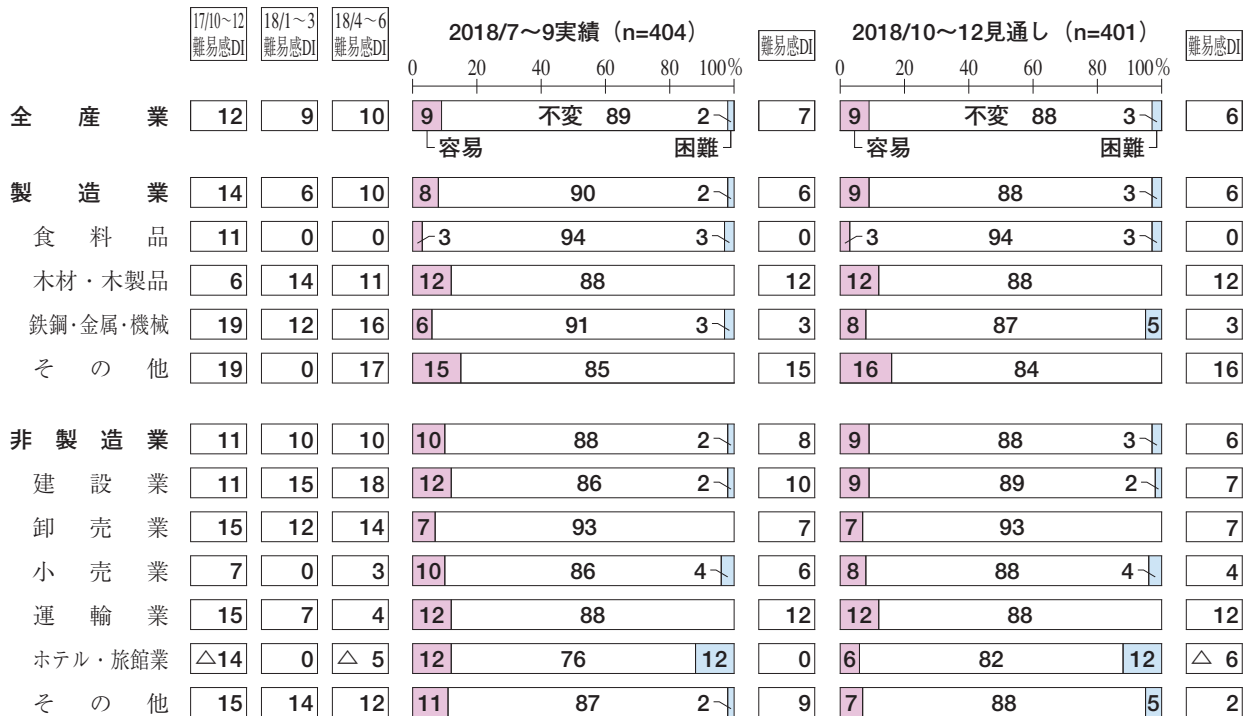 17/10～12 18/1～3 18/4～6 2018/7～9実績（n=404） 2018/10～12見通し（n=401）
難易感DI 難易感DI 難易感DI 難易感DI 難易感DI
0 20 40 60 80 100% 0 20 40 60 80 100%
全産業 12 9 10 9 不変 89 2 7 9 不変 88 3 6
容易 困難 容易 困難
製造業 14 6 10 8 90 2 6 9 88 3 6
食料品 11 0 0 3 94 3 0 3 94 3 0
木材・木製品 6 14 11 12 88 12 12 88 12
鉄鋼・金属・機械 19 12 16 6 91 3 3 8 87 5 3
その他 19 0 17 15 85 15 16 84 16
非製造業 11 10 10 10 88 2 8 9 88 3 6
建設業 11 15 18 12 86 2 10 9 89 2 7
卸売業 15 12 14 7 93 7 7 93 7
小売業 7 0 3 10 86 4 6 8 88 4 4
運輸業 15 7 4 12 88 12 12 88 12
ホテル・旅館業 △14 0 △5 12 76 12 0 6 82 12 △6
その他 15 14 12 11 87 2 9 7 88 5 2